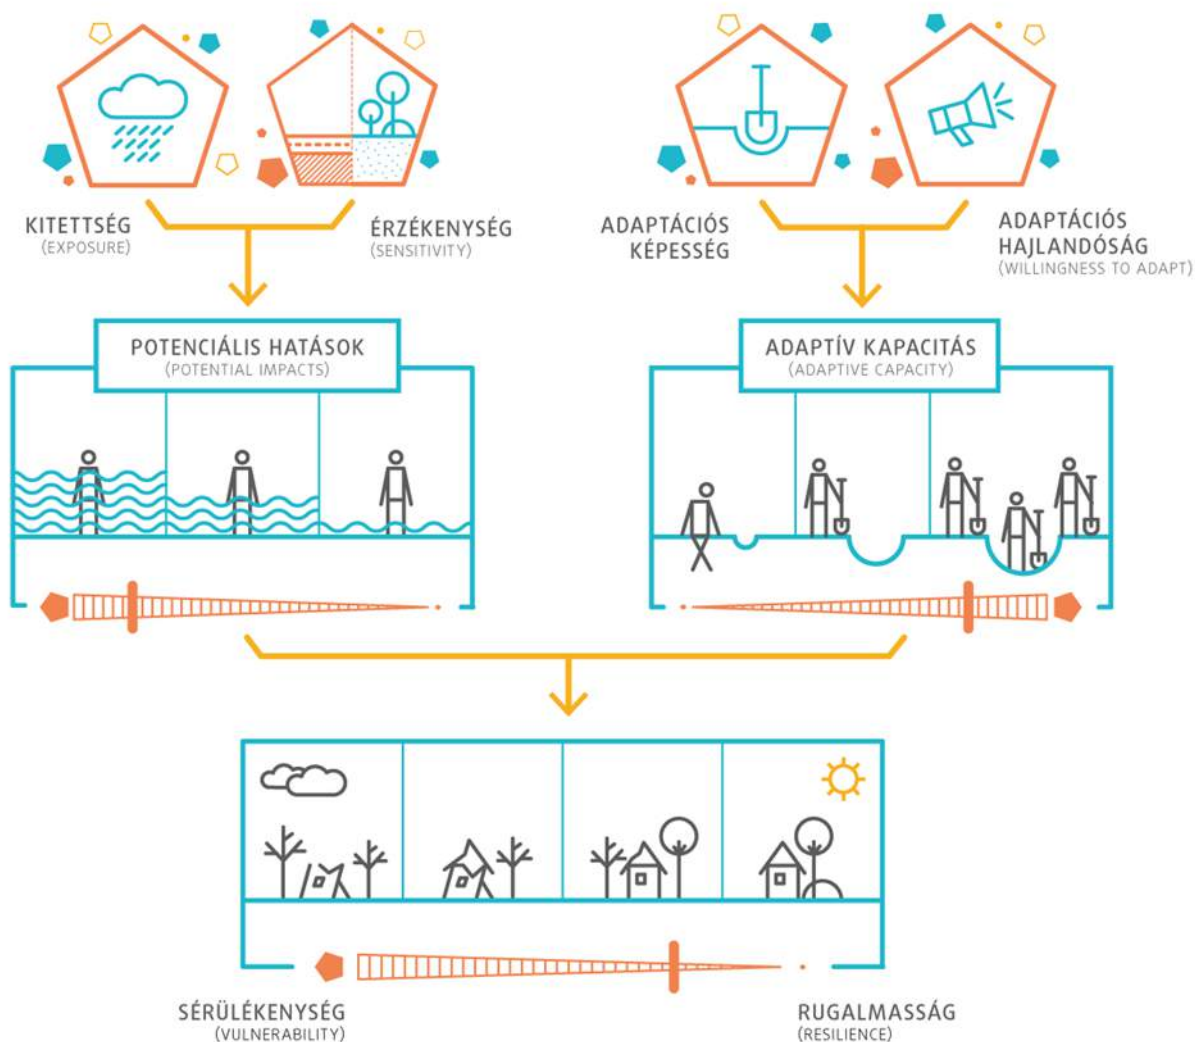 KITETTSÉG
(EXPOSURE)
ÉRZÉKENYSÉG
(SENSITIVITY)
ADAPTÁCIÓS
KÉPESSÉG
ADAPTÁCIÓS
HAJLANDÓSÁG
(WILLINGNESS TO ADAPT)
POTENCIÁLIS HATÁSOK
(POTENTIAL IMPACTS)
ADAPTÍV KAPACITÁS
(ADAPTIVE CAPACITY)
SÉRÜLÉKENYSÉG
(VULNERABILITY)
RUGALMASSÁG
(RESILIENCE)